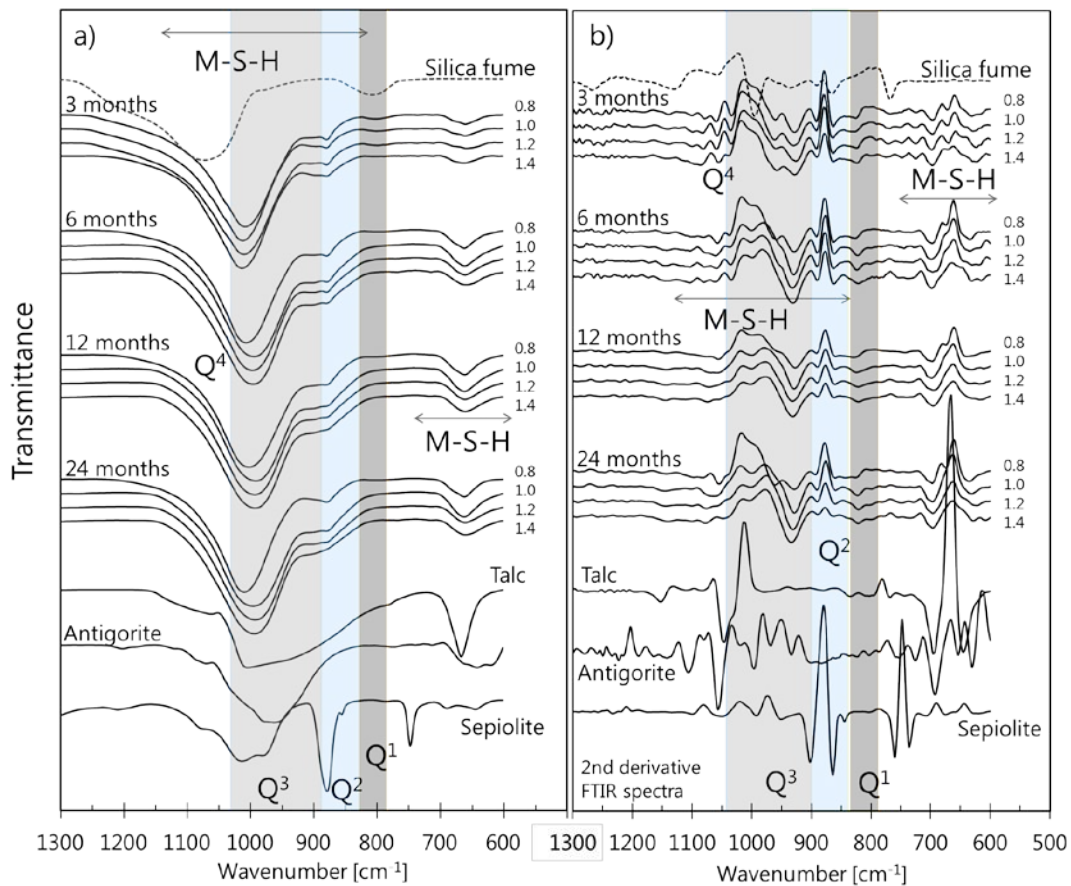 a)
M-S-H
Silica fume
3 months
0.8
1.0
1.2
1.4
6 months
0.8
1.0
1.2
1.4
12 months
Q⁴
0.8
1.0
1.2
1.4
M-S-H
24 months
0.8
1.0
1.2
1.4
Talc
Antigorite
Sepiolite
Q¹
Q³
Q²
Transmittance
1300 1200 1100 1000 900 800 700 600
Wavenumber [cm⁻¹]
b)
Silica fume
3 months
0.8
1.0
1.2
1.4
Q⁴
M-S-H
6 months
0.8
1.0
1.2
1.4
M-S-H
12 months
0.8
1.0
1.2
1.4
24 months
0.8
1.0
1.2
1.4
Q²
Talc
Antigorite
Sepiolite
2nd derivative
FTIR spectra
Q³
Q¹
1300 1200 1100 1000 900 800 700 600 500
Wavenumber [cm⁻¹]